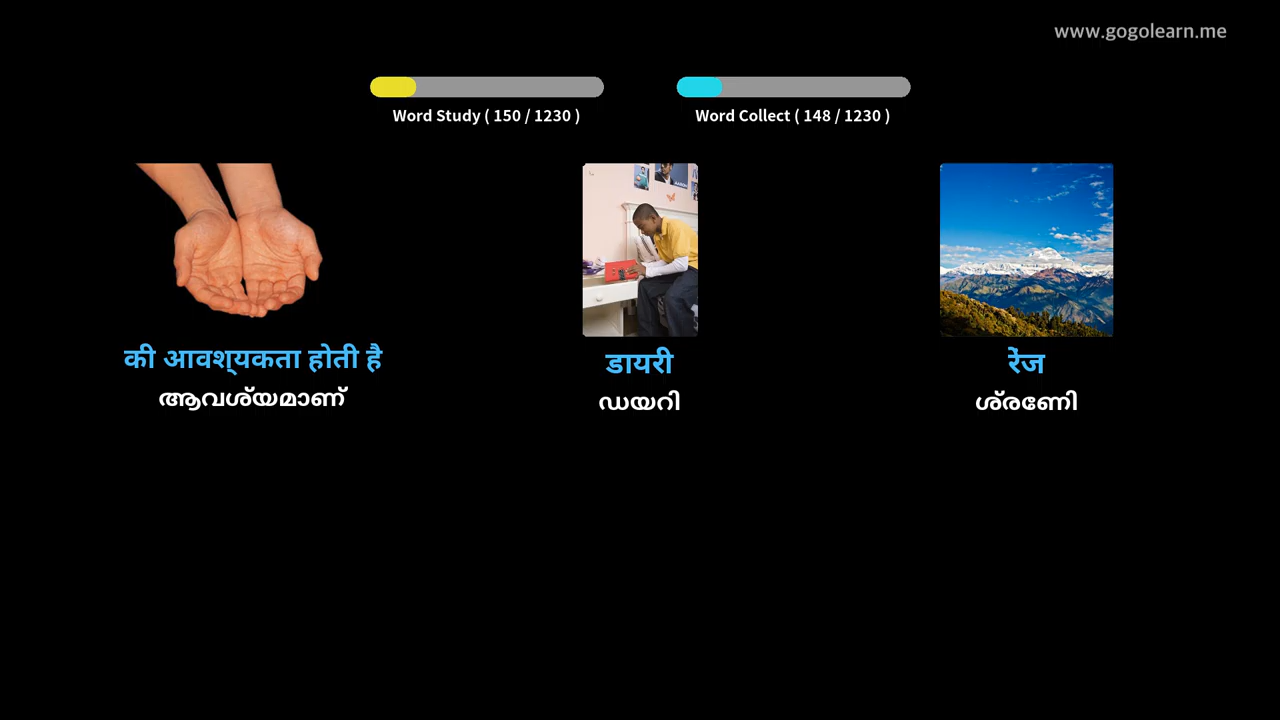 www.gogolearn.me
Word Study ( 150 / 1230 )
Word Collect ( 148 / 1230 )
की आवश्यकता होती है
डायरी
रेंज
ആവശ്യമാണ്
ഡയറി
ശ്രേണി